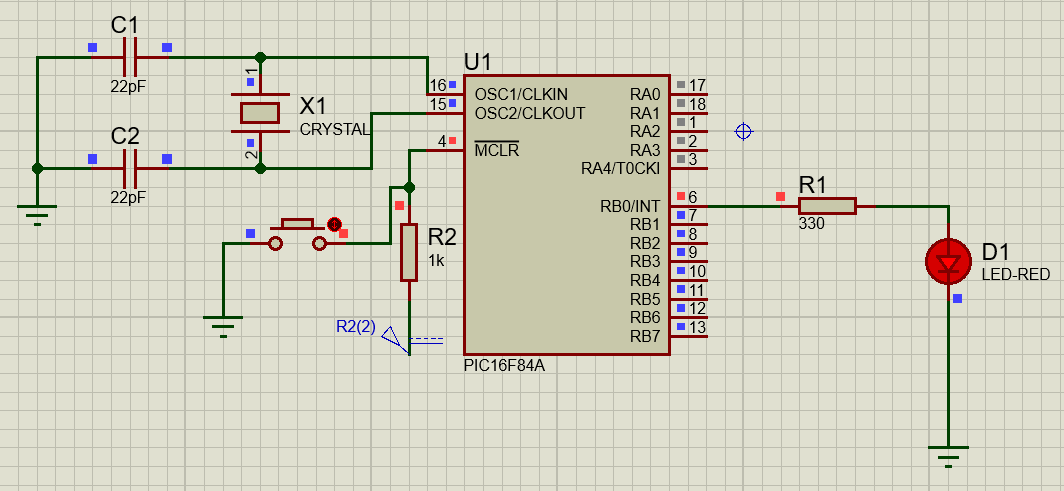 C1
22pF
C2
22pF
1
X1
CRYSTAL
2
R2
1k
R2(2)
U1
16
OSC1/CLKIN
15
OSC2/CLKOUT
4
MCLR
RA0
17
RA1
18
RA2
1
RA3
2
RA4/T0CKI
3
RB0/INT
6
RB1
7
RB2
8
RB3
9
RB4
10
RB5
11
RB6
12
RB7
13
PIC16F84A
R1
330
D1
LED-RED